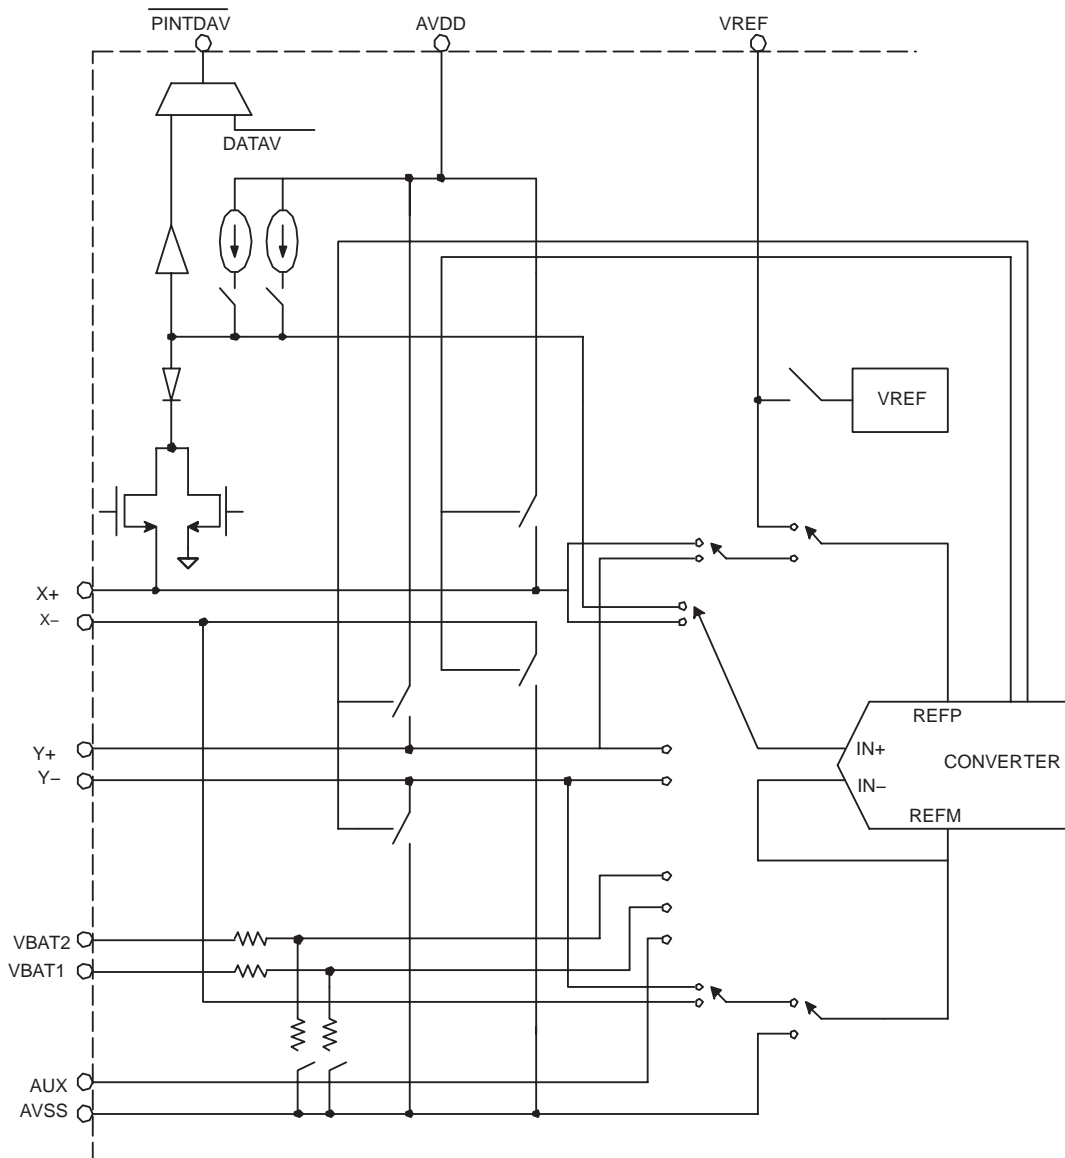 PINTDAV
AVDD
VREF
DATAV
VREF
X+
X–
Y+
Y–
REFP
IN+
CONVERTER
IN–
REFM
VBAT2
VBAT1
AUX
AVSS